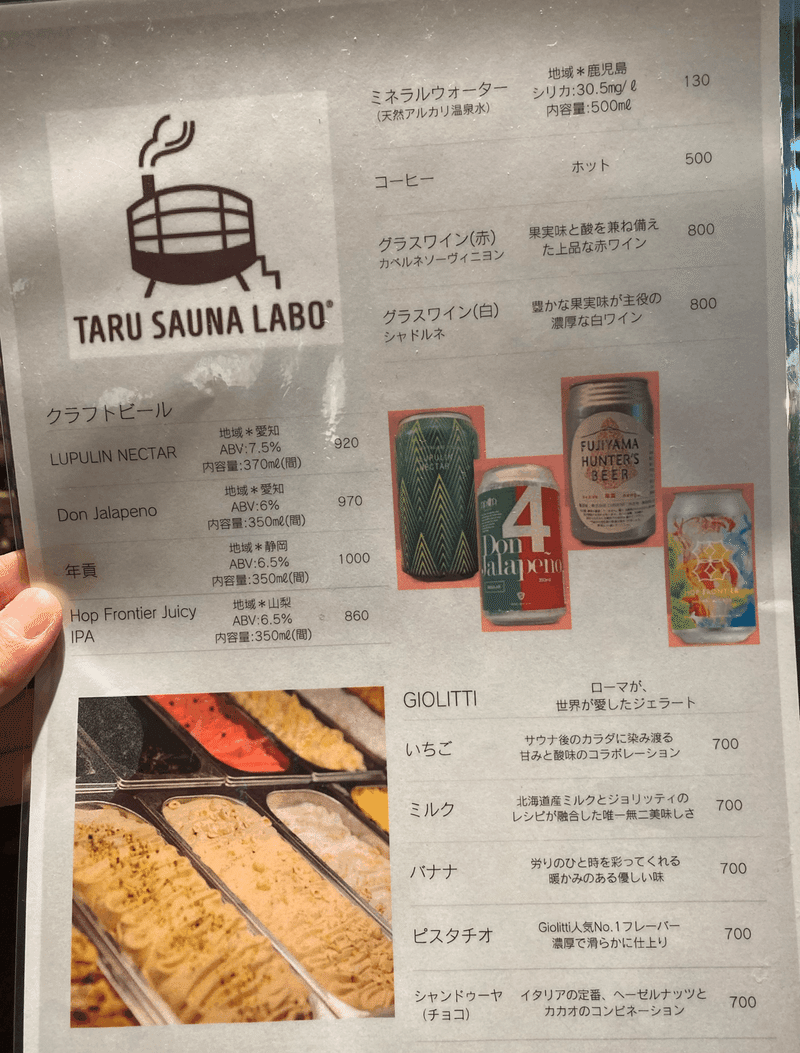 TARU SAUNA LABO®
ミネラルウォーター
(天然アルカリ温泉水)
地域＊鹿児島
シリカ:30.5mg/ℓ
内容量:500mℓ
130
コーヒー
ホット
500
グラスワイン(赤)
カベルネソーヴィニヨン
果実味と酸を兼ね備え
た上品な赤ワイン
800
グラスワイン(白)
シャドルネ
豊かな果実味が主役の
濃厚な白ワイン
800
クラフトビール
LUPULIN NECTAR
地域＊愛知
ABV:7.5%
内容量:370mℓ(間)
920
Don Jalapeno
地域＊愛知
ABV:6%
内容量:350mℓ(間)
970
年貢
地域＊静岡
ABV:6.5%
内容量:350mℓ(間)
1000
Hop Frontier Juicy
IPA
地域＊山梨
ABV:6.5%
内容量:350mℓ(間)
860
LUPULIN
NECTAR
4
Don
Jalapeño
FUJIYAMA
HUNTER'S
BEER
GIOLITTI
ローマが、
世界が愛したジェラート
いちご
サウナ後のカラダに染み渡る
甘みと酸味のコラボレーション
700
ミルク
北海道産ミルクとジョリッティの
レシピが融合した唯一無二美味しさ
700
バナナ
労りのひと時を彩ってくれる
暖かみのある優しい味
700
ピスタチオ
Giolitti人気No.1フレーバー
濃厚で滑らかに仕上り
700
シャンドゥーヤ
(チョコ)
イタリアの定番、ヘーゼルナッツと
カカオのコンビネーション
700